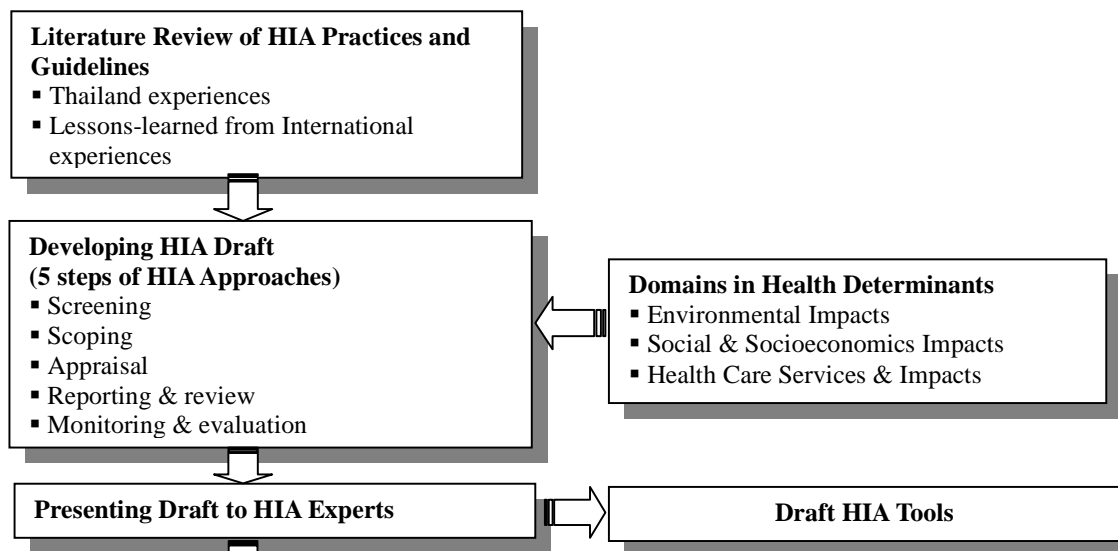 Literature Review of HIA Practices and
Guidelines
▪ Thailand experiences
▪ Lessons-learned from International
experiences
Developing HIA Draft
(5 steps of HIA Approaches)
▪ Screening
▪ Scoping
▪ Appraisal
▪ Reporting & review
▪ Monitoring & evaluation
Domains in Health Determinants
▪ Environmental Impacts
▪ Social & Socioeconomics Impacts
▪ Health Care Services & Impacts
Presenting Draft to HIA Experts
Draft HIA Tools